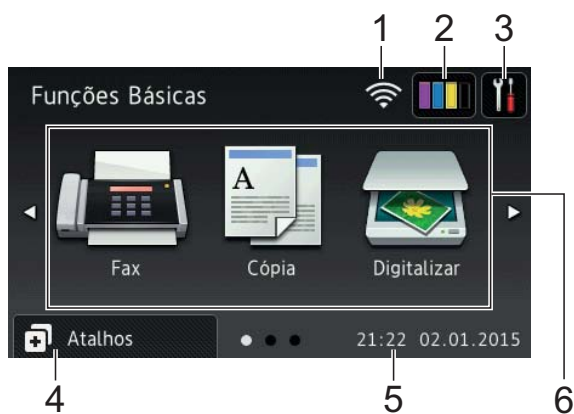 1 2 3
Funções Básicas
A
Fax Cópia Digitalizar
Atalhos 21:22 02.01.2015
4 5 6